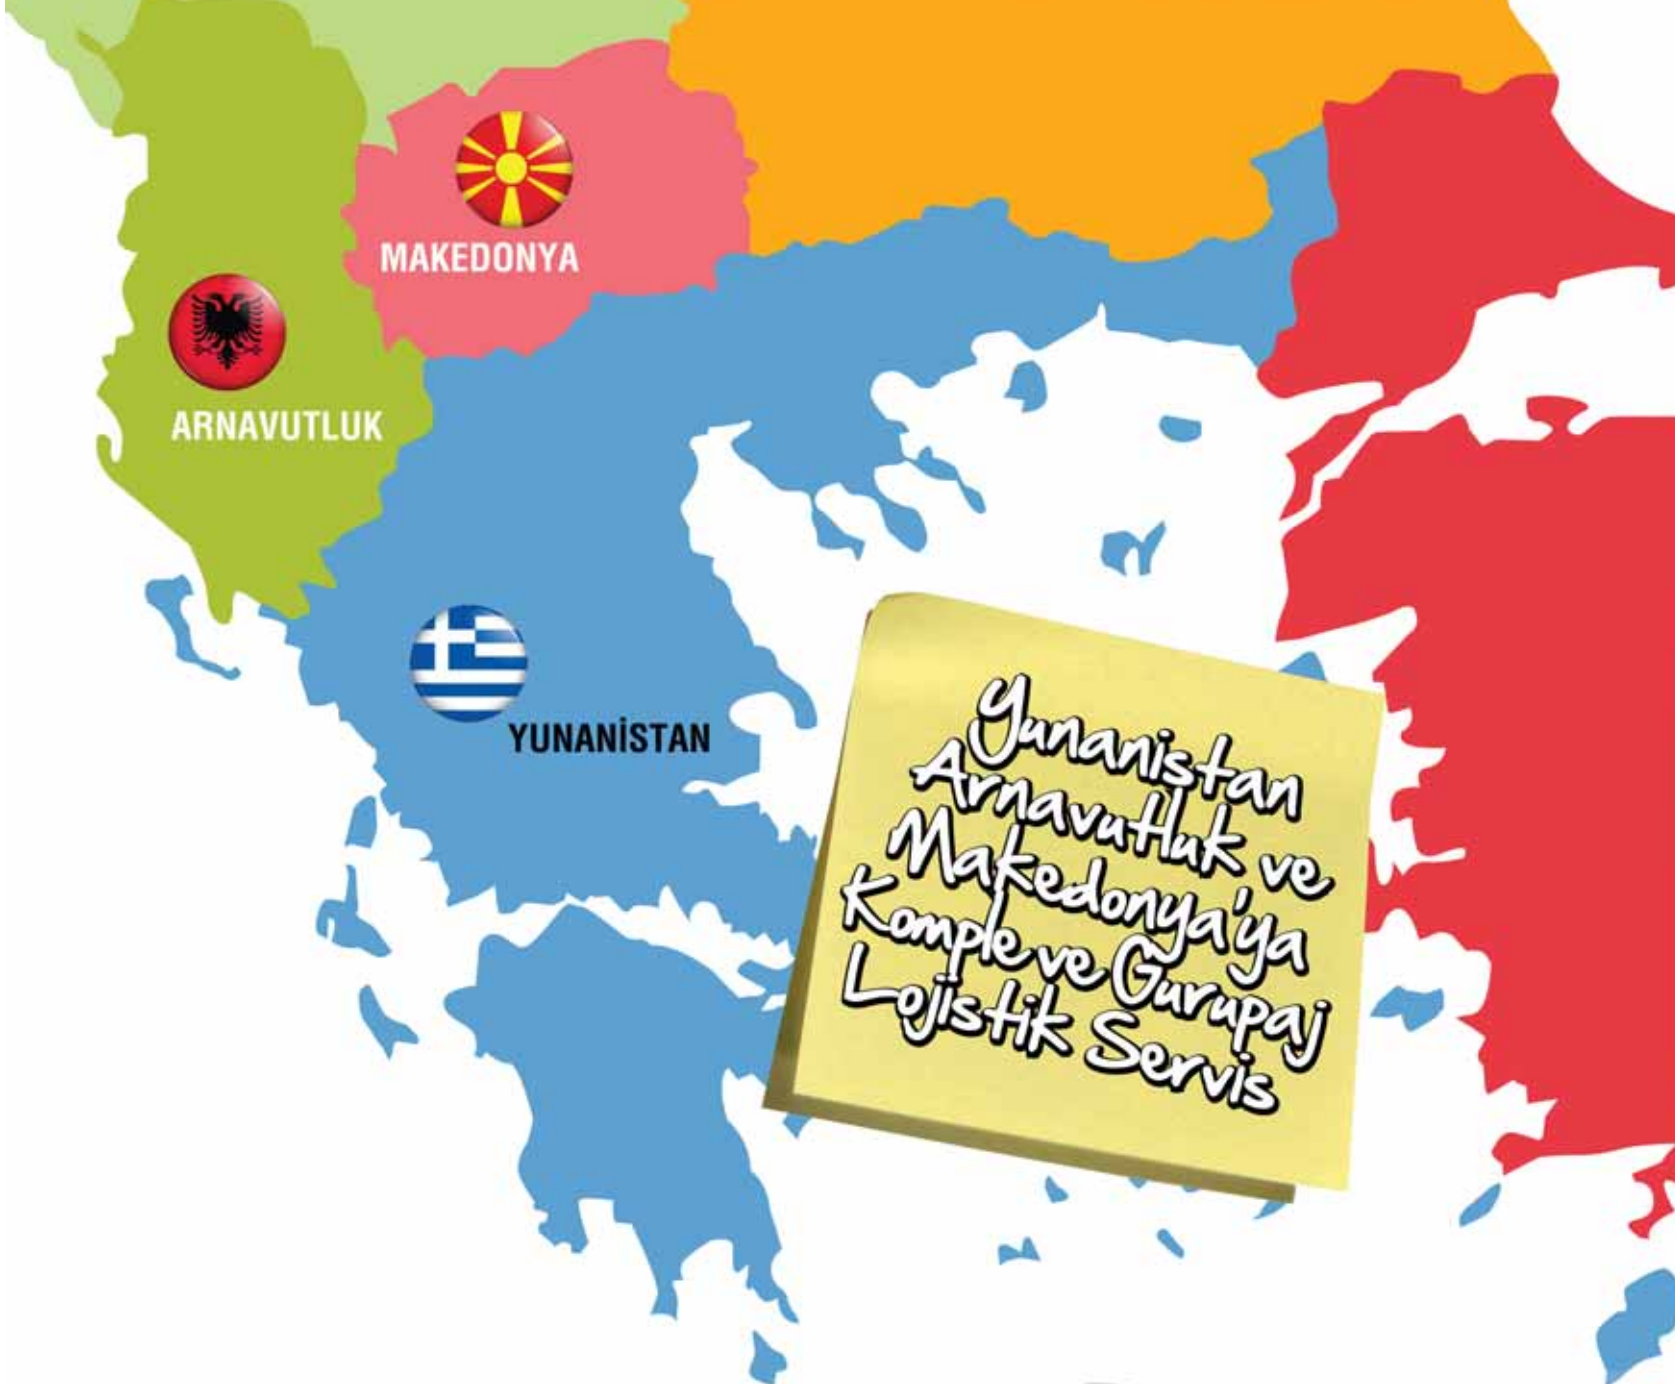 MAKEDONYA
ARNAVUTLUK
YUNANİSTAN
Yunanistan
Arnavutluk ve
Makedonya'ya
Komple ve Gurupaj
Lojistik Servis